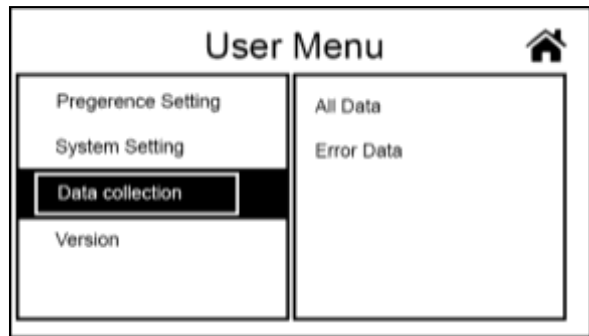 User Menu
Pregerence Setting
System Setting
Data collection
Version
All Data
Error Data